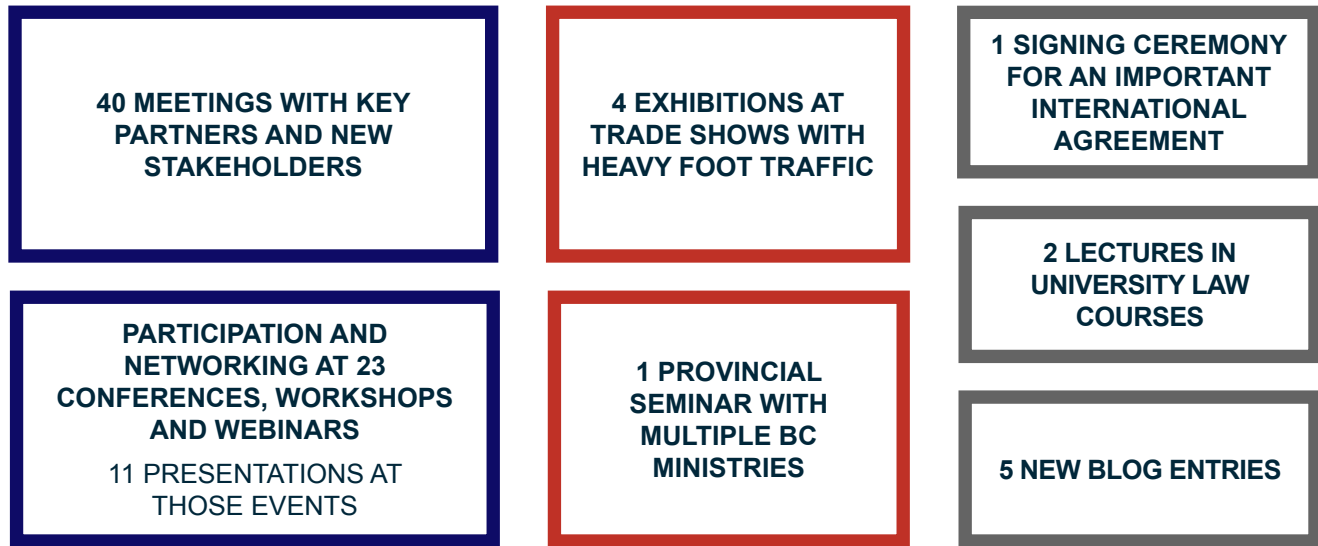 40 MEETINGS WITH KEY
PARTNERS AND NEW
STAKEHOLDERS
PARTICIPATION AND
NETWORKING AT 23
CONFERENCES, WORKSHOPS
AND WEBINARS
11 PRESENTATIONS AT
THOSE EVENTS
4 EXHIBITIONS AT
TRADE SHOWS WITH
HEAVY FOOT TRAFFIC
1 PROVINCIAL
SEMINAR WITH
MULTIPLE BC
MINISTRIES
1 SIGNING CEREMONY
FOR AN IMPORTANT
INTERNATIONAL
AGREEMENT
2 LECTURES IN
UNIVERSITY LAW
COURSES
5 NEW BLOG ENTRIES